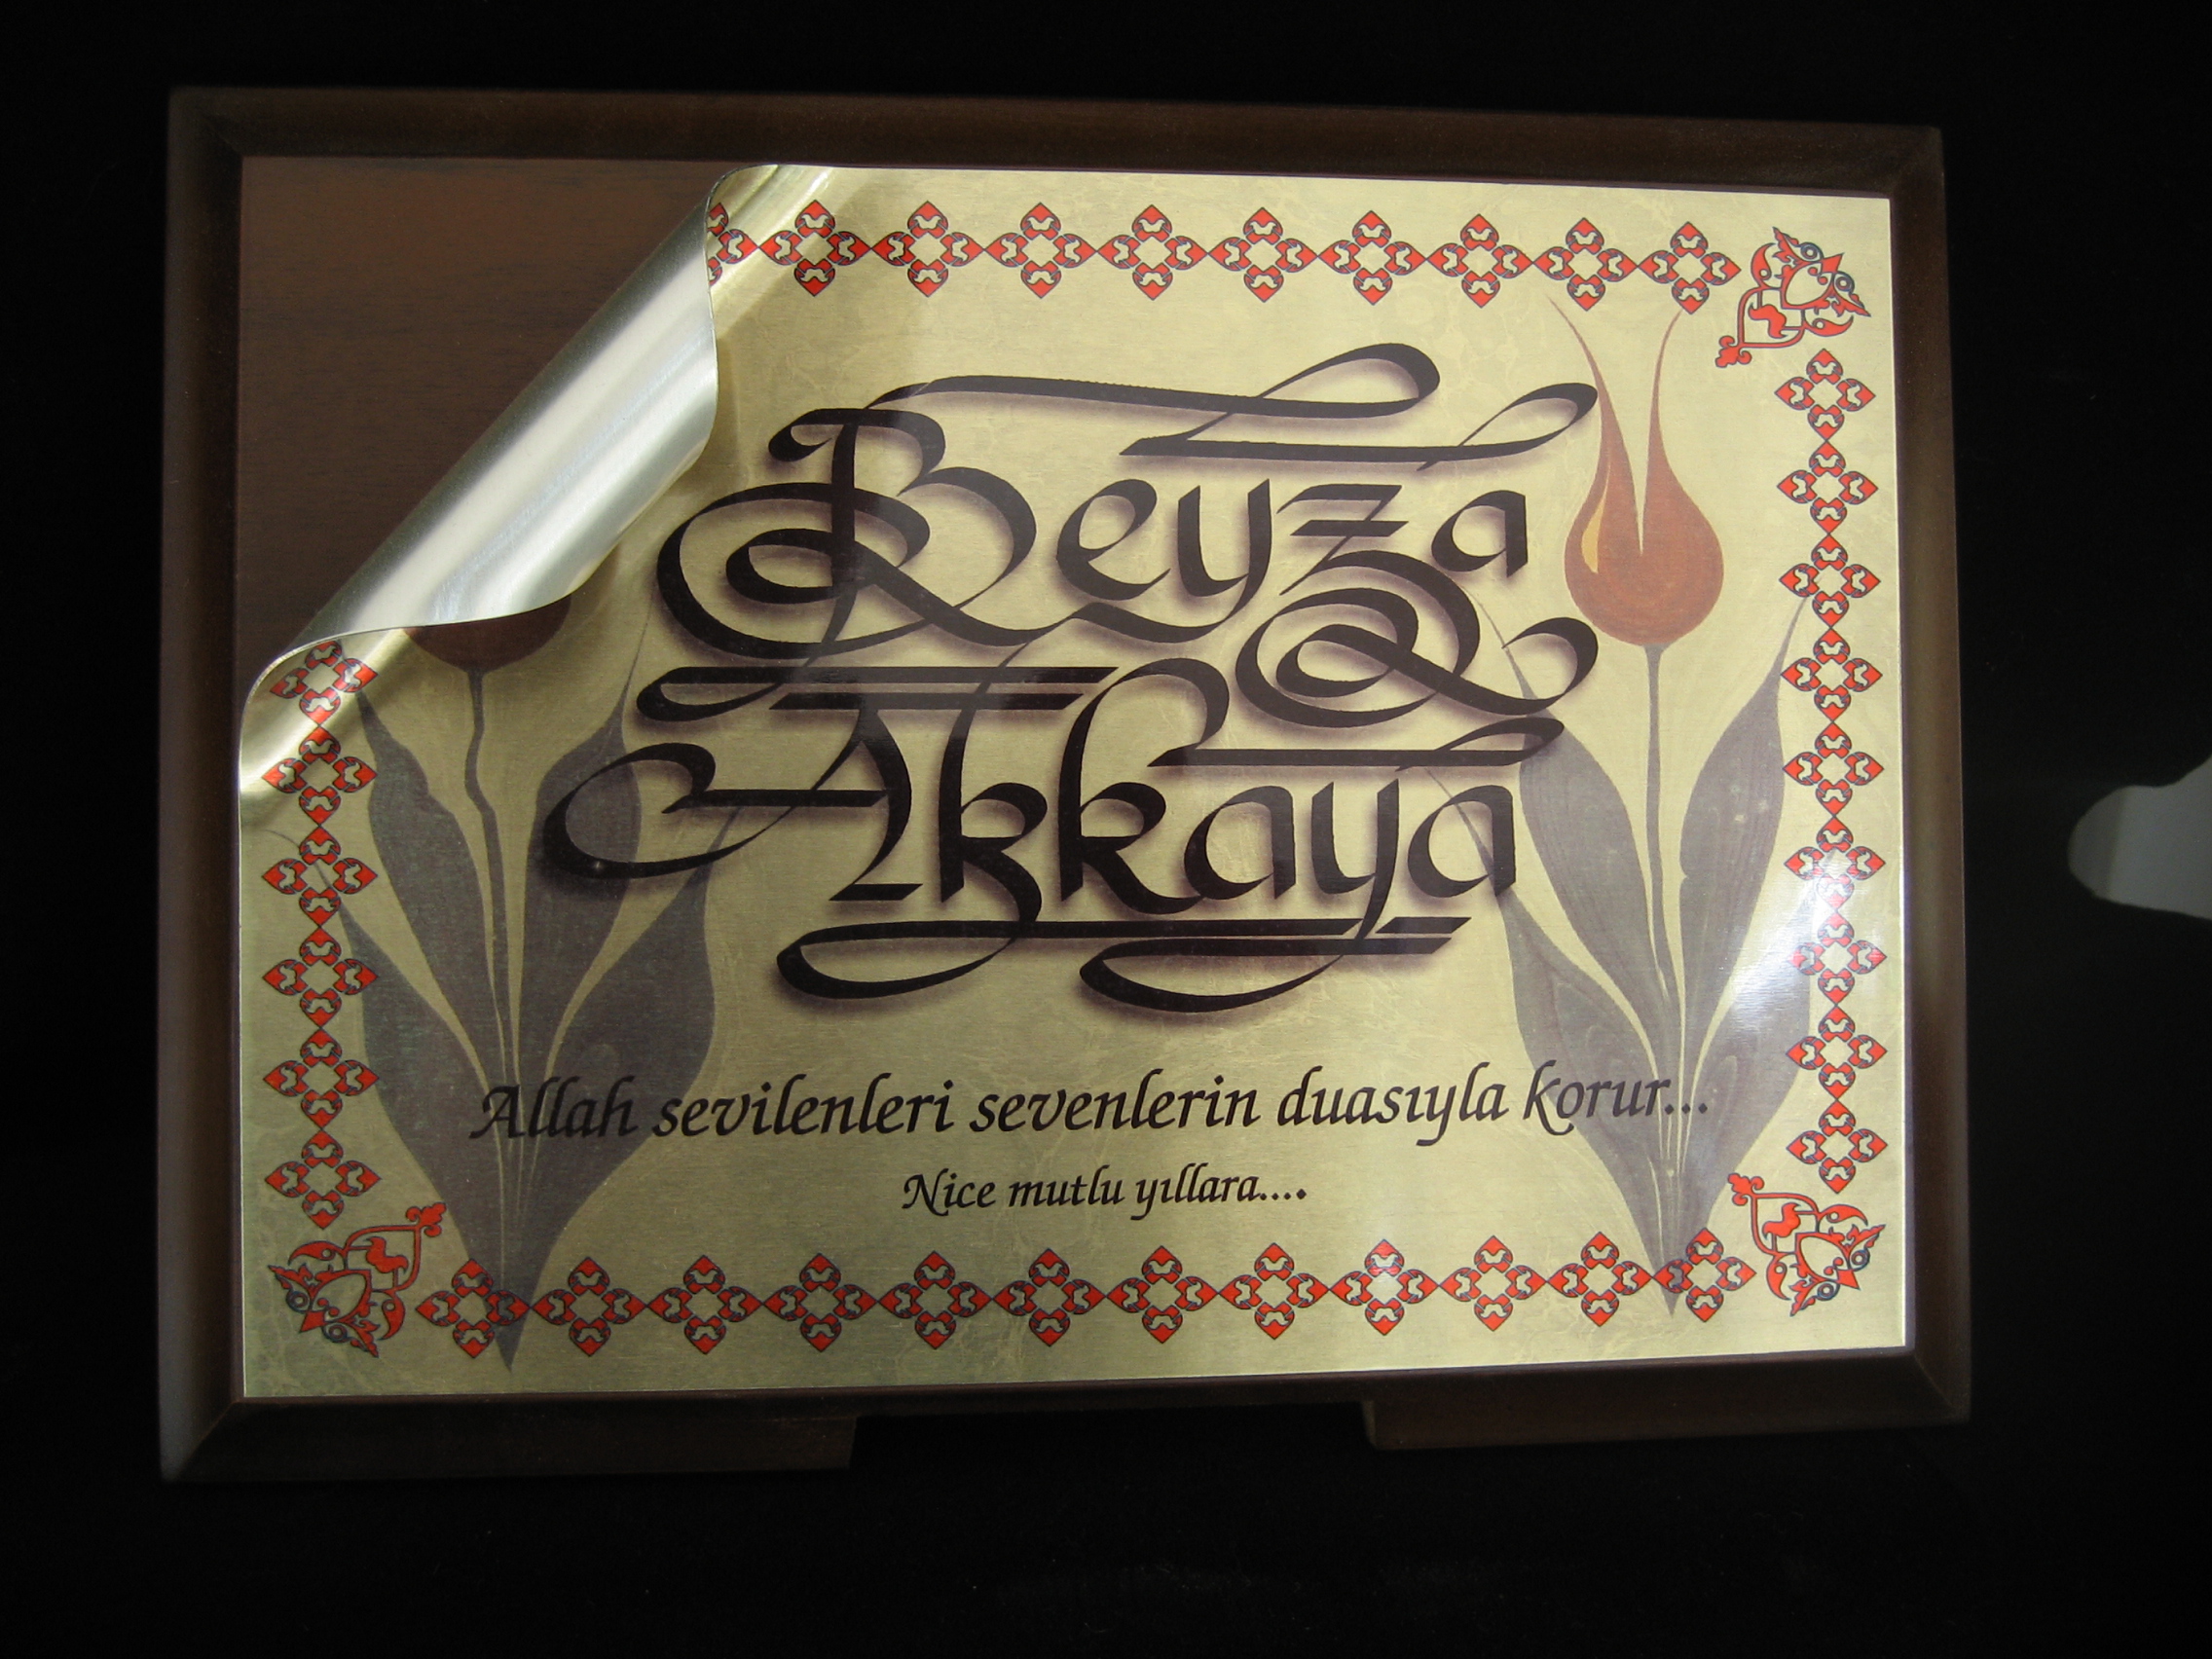 Beyza
Akkaya
Allah sevilenleri sevenlerin duasıyla korur...
Nice mutlu yıllara....